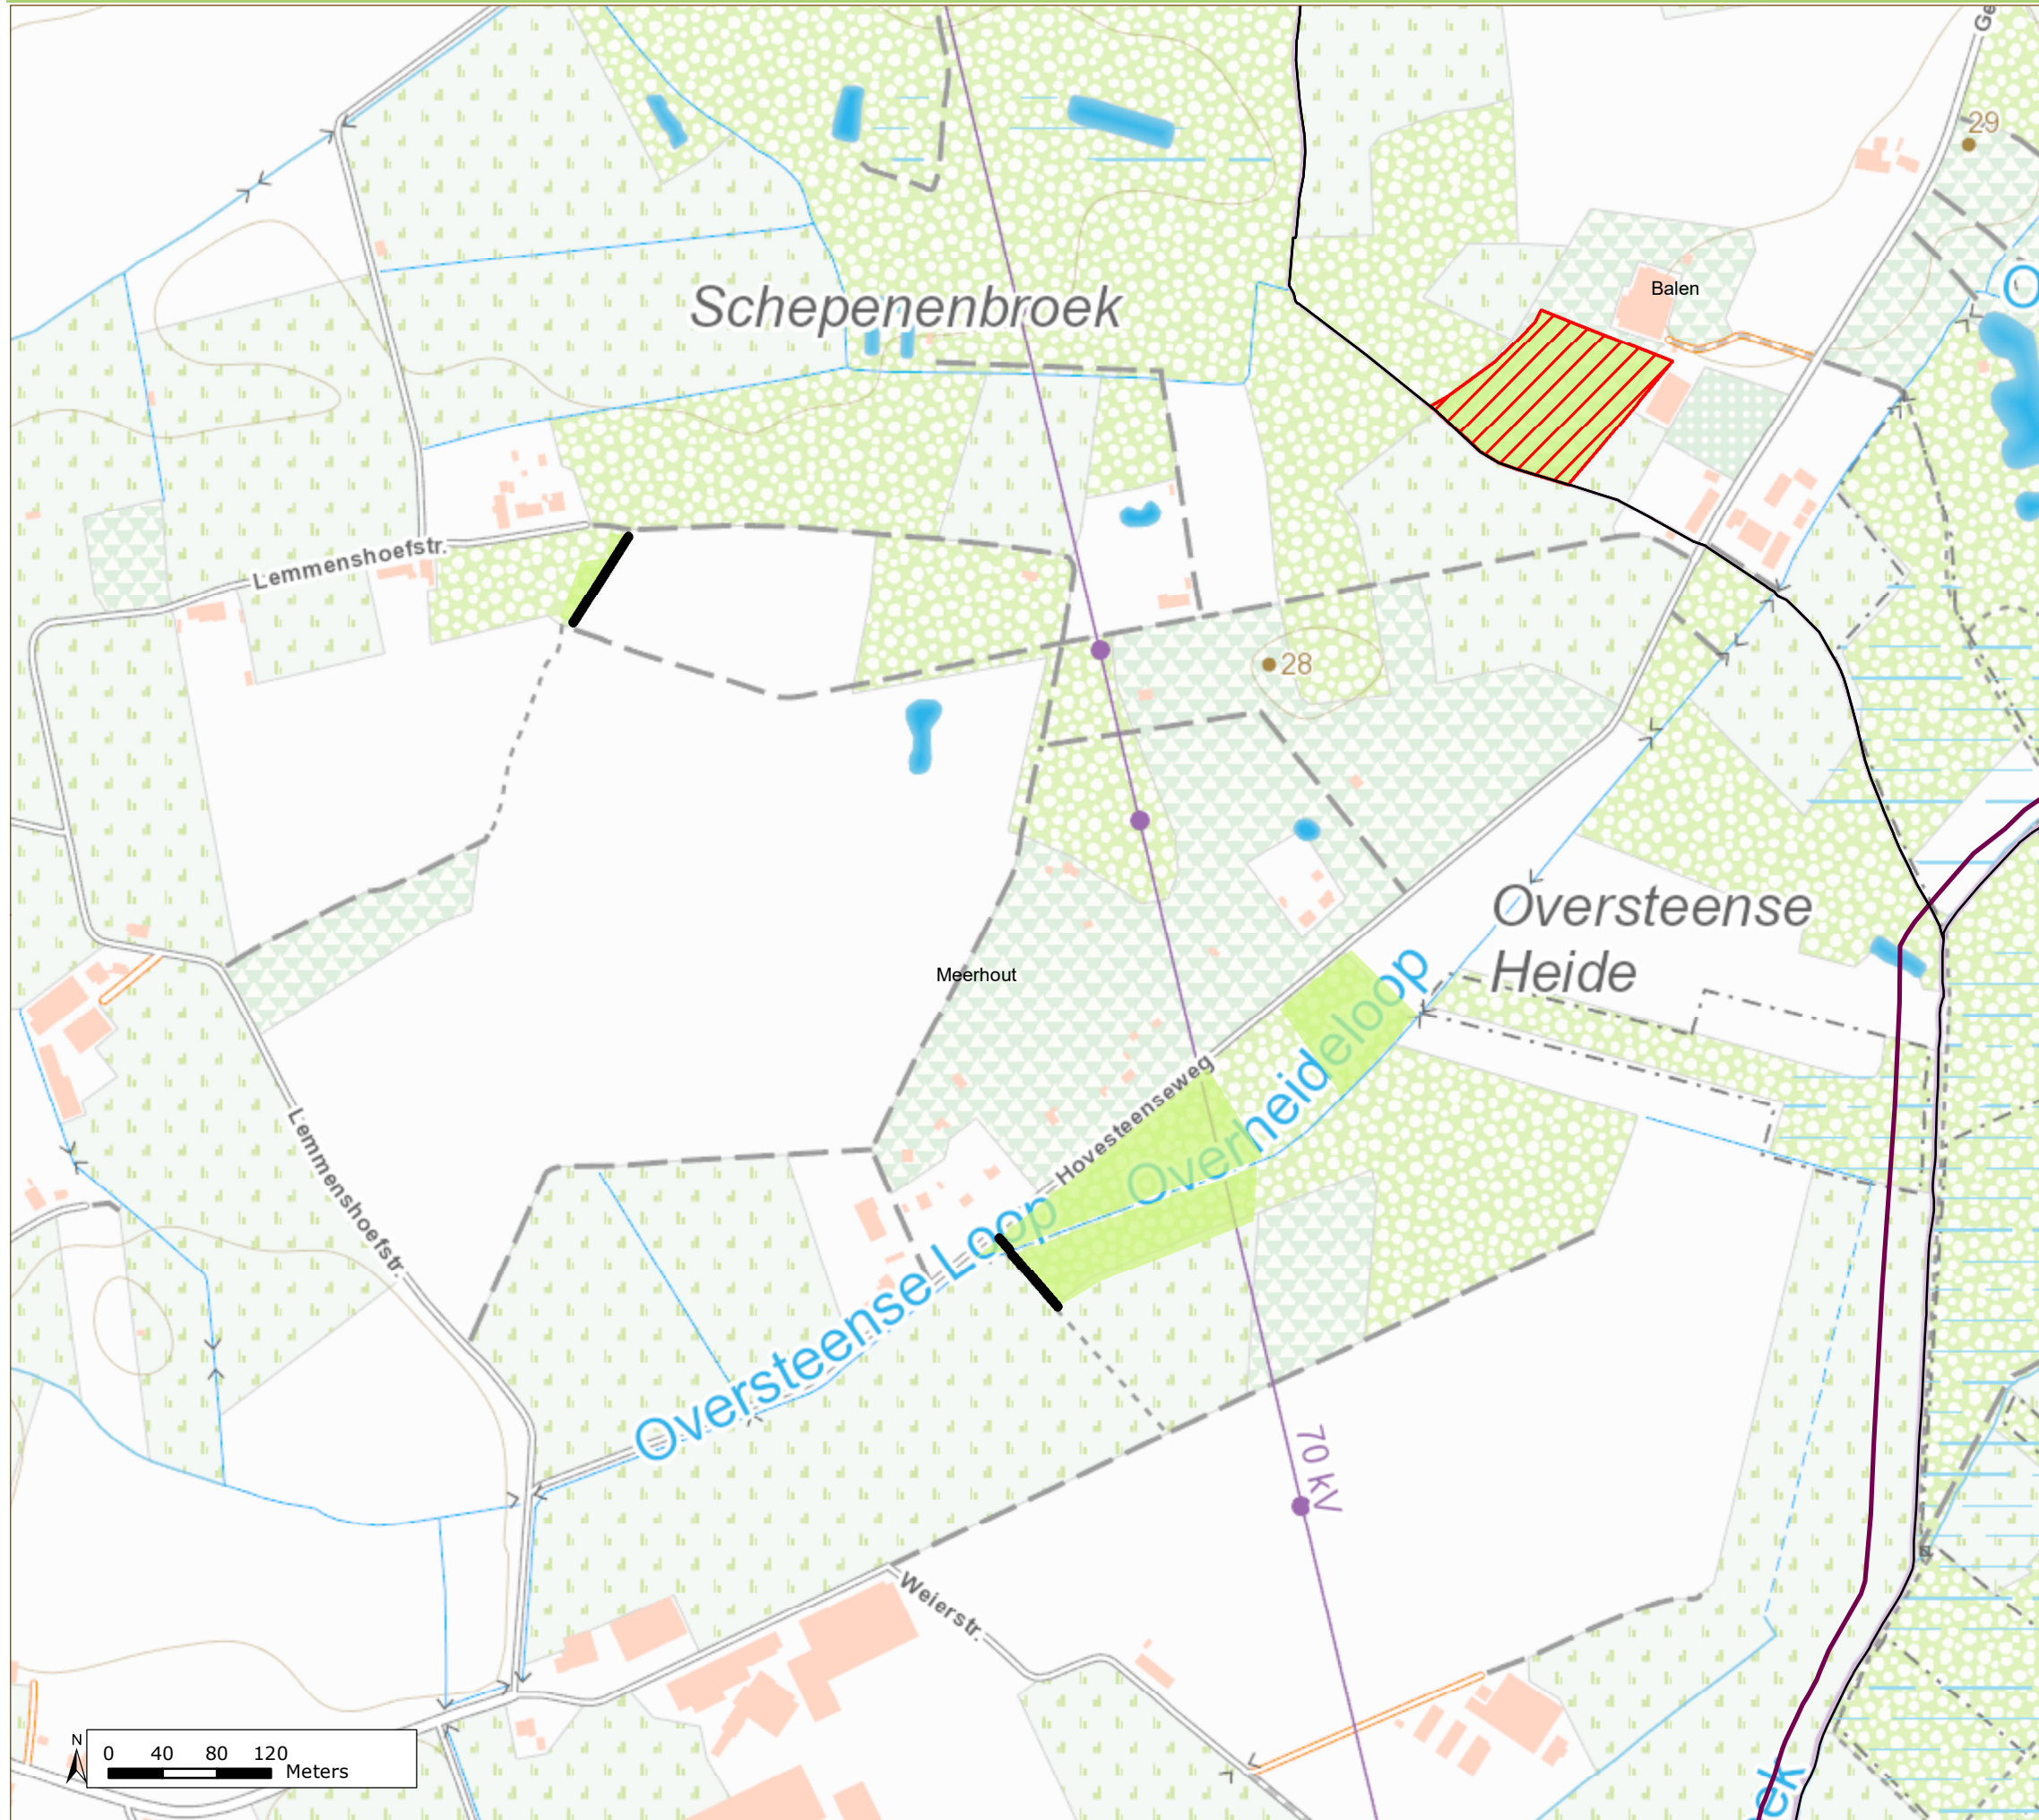 Ge
29
O
Balen
Schepenenbroek
Lemmenshoefstr.
28
Oversteense
Heide
Meerhout
Overheideloop
Hovesteenseweg
Lemmenshoefstr.
Oversteense Loop
70 kV
Weierstr.
N
0 40 80 120
Meters
ek